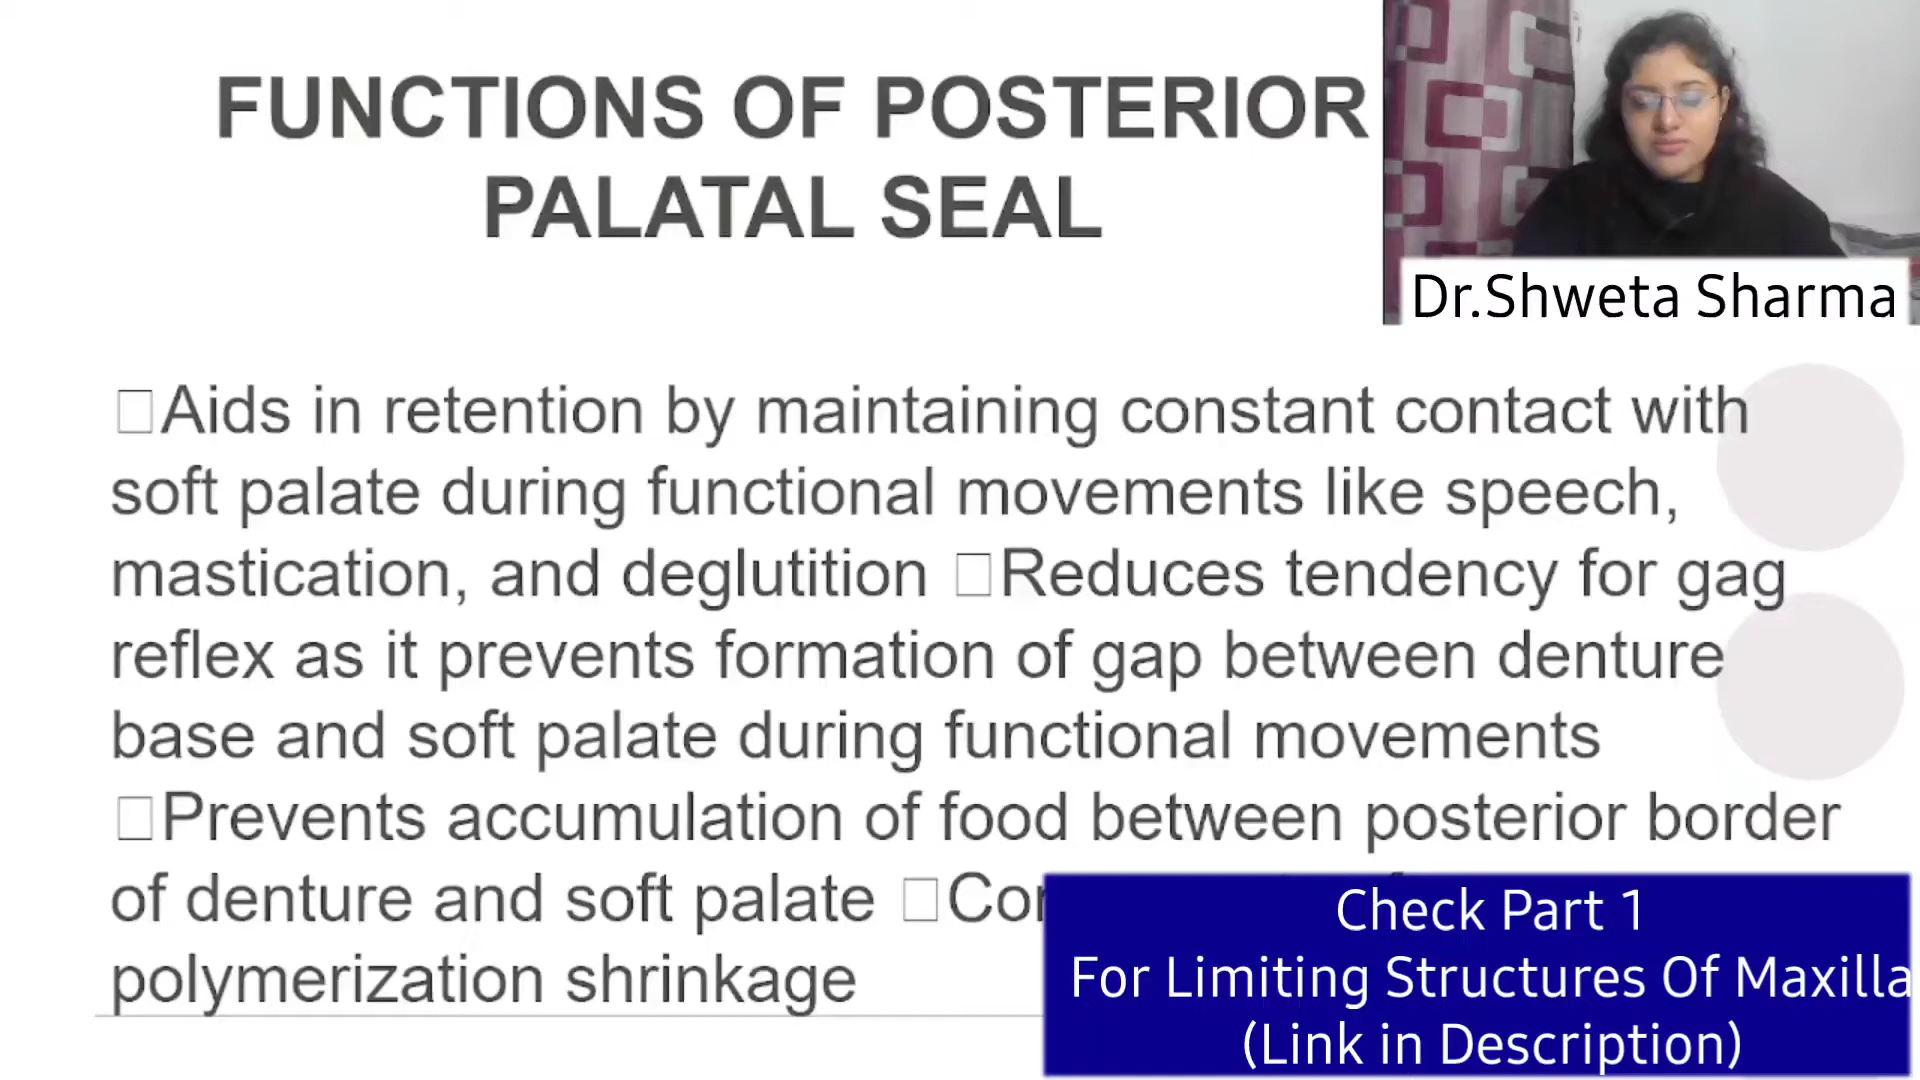 FUNCTIONS OF POSTERIOR
PALATAL SEAL
Dr.Shweta Sharma
□Aids in retention by maintaining constant contact with
soft palate during functional movements like speech,
mastication, and deglutition □Reduces tendency for gag
reflex as it prevents formation of gap between denture
base and soft palate during functional movements
□Prevents accumulation of food between posterior border
of denture and soft palate
polymerization shrinkage
Check Part 1
For Limiting Structures Of Maxilla
(Link in Description)